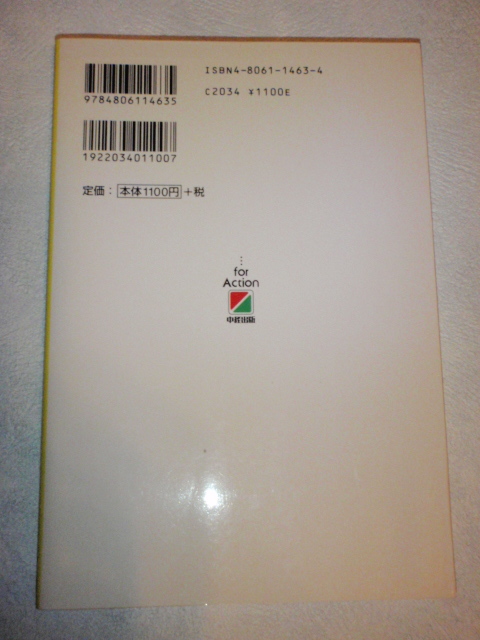 ISBN4-8061-1463-4
9784806114635
C2034 ¥1100E
1922034011007
定価：本体1100円+税
⋮
for
Action
中経出版